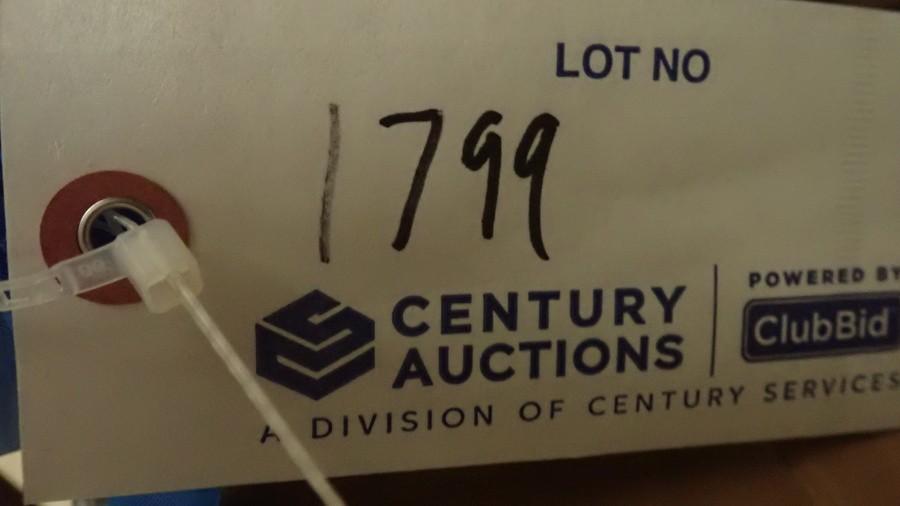 LOT NO
1799
CENTURY
AUCTIONS
POWERED BY
ClubBid
A DIVISION OF CENTURY SERVICES